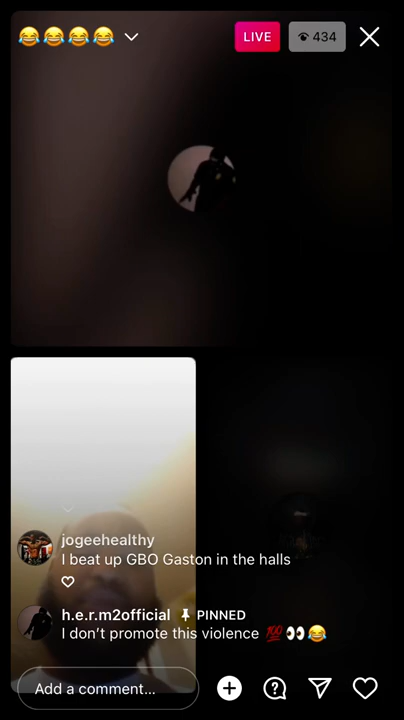 😂😂😂😂
LIVE
434
jogeehealthy
I beat up GBO Gaston in the halls
h.e.r.m2official PINNED
I don't promote this violence 💯👀😂
Add a comment...